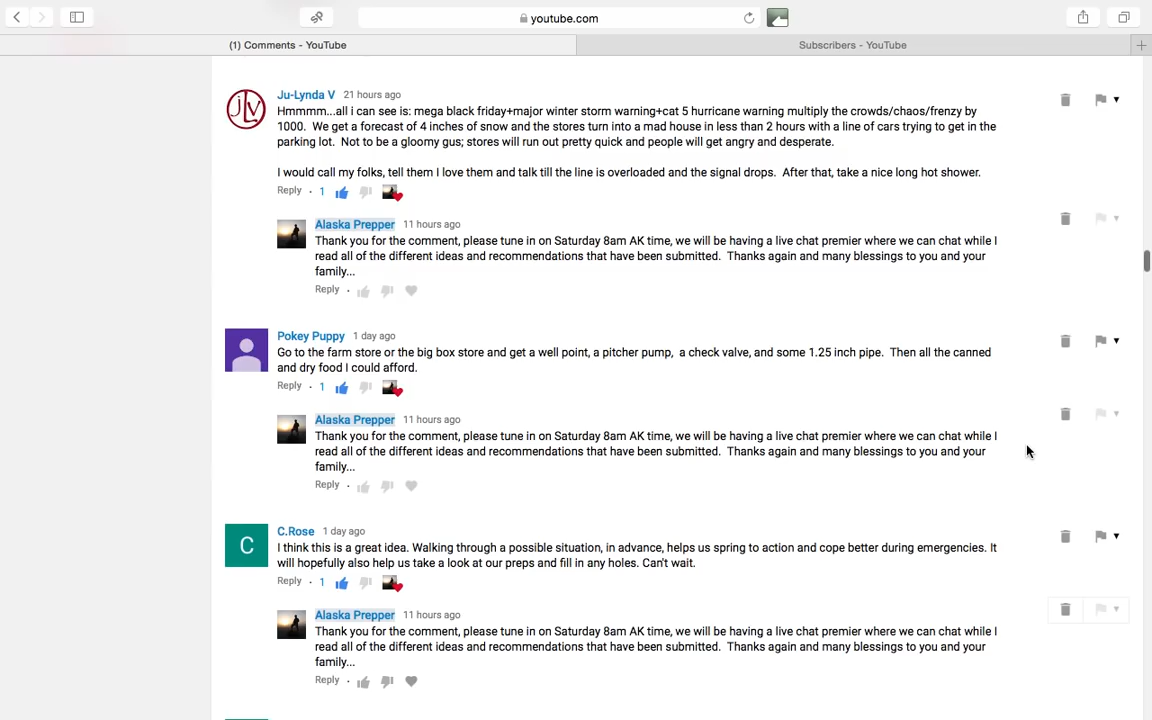 youtube.com
(1) Comments - YouTube
Subscribers - YouTube
JLV
Ju-Lynda V 21 hours ago
Hmmmm...all i can see is: mega black friday+major winter storm warning+cat 5 hurricane warning multiply the crowds/chaos/frenzy by
1000.  We get a forecast of 4 inches of snow and the stores turn into a mad house in less than 2 hours with a line of cars trying to get in the
parking lot.  Not to be a gloomy gus; stores will run out pretty quick and people will get angry and desperate.
I would call my folks, tell them I love them and talk till the line is overloaded and the signal drops.  After that, take a nice long hot shower.
Reply · 1
Alaska Prepper 11 hours ago
Thank you for the comment, please tune in on Saturday 8am AK time, we will be having a live chat premier where we can chat while I
read all of the different ideas and recommendations that have been submitted.  Thanks again and many blessings to you and your
family...
Reply ·
Pokey Puppy 1 day ago
Go to the farm store or the big box store and get a well point, a pitcher pump,  a check valve, and some 1.25 inch pipe.  Then all the canned
and dry food I could afford.
Reply · 1
Alaska Prepper 11 hours ago
Thank you for the comment, please tune in on Saturday 8am AK time, we will be having a live chat premier where we can chat while I
read all of the different ideas and recommendations that have been submitted.  Thanks again and many blessings to you and your
family...
Reply ·
C
C.Rose 1 day ago
I think this is a great idea. Walking through a possible situation, in advance, helps us spring to action and cope better during emergencies. It
will hopefully also help us take a look at our preps and fill in any holes. Can't wait.
Reply · 1
Alaska Prepper 11 hours ago
Thank you for the comment, please tune in on Saturday 8am AK time, we will be having a live chat premier where we can chat while I
read all of the different ideas and recommendations that have been submitted.  Thanks again and many blessings to you and your
family...
Reply ·